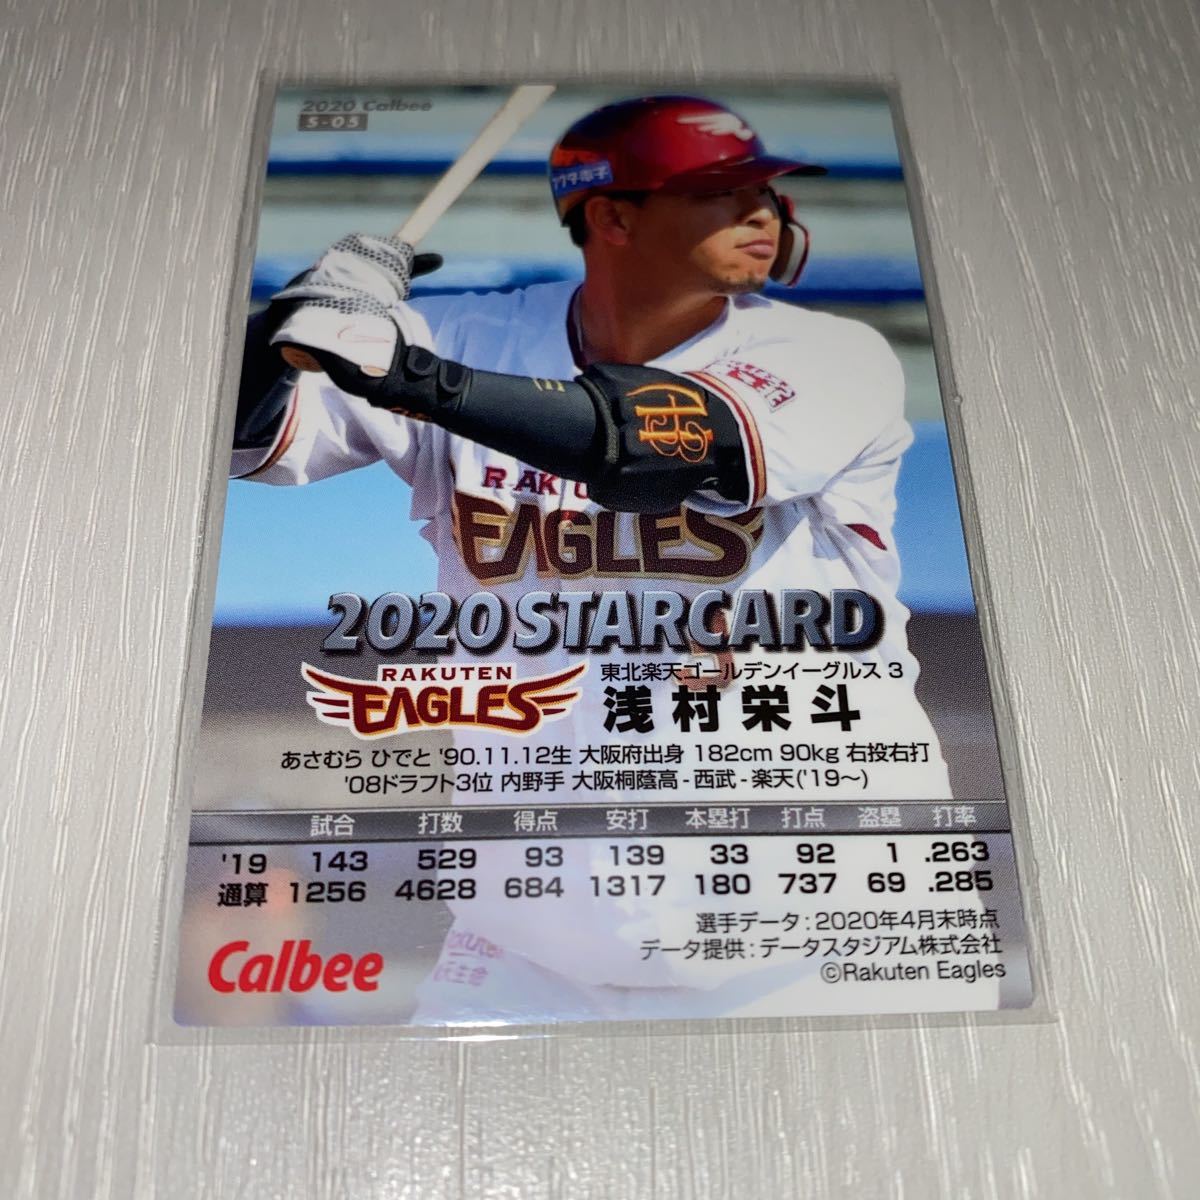 2020 Calbee
S-05
RAKU
EAGLES
2020 STARCARD
RAKUTEN
EAGLES
東北楽天ゴールデンイーグルス 3
浅村栄斗
あさむら ひでと '90.11.12生 大阪府出身 182cm 90kg 右投右打
'08ドラフト3位 内野手 大阪桐蔭高-西武-楽天('19〜)
試合 打数 得点 安打 本塁打 打点 盗塁 打率
'19 143 529 93 139 33 92 1 .263
通算 1256 4628 684 1317 180 737 69 .285
選手データ:2020年4月末時点
データ提供:データスタジアム株式会社
©Rakuten Eagles
Calbee